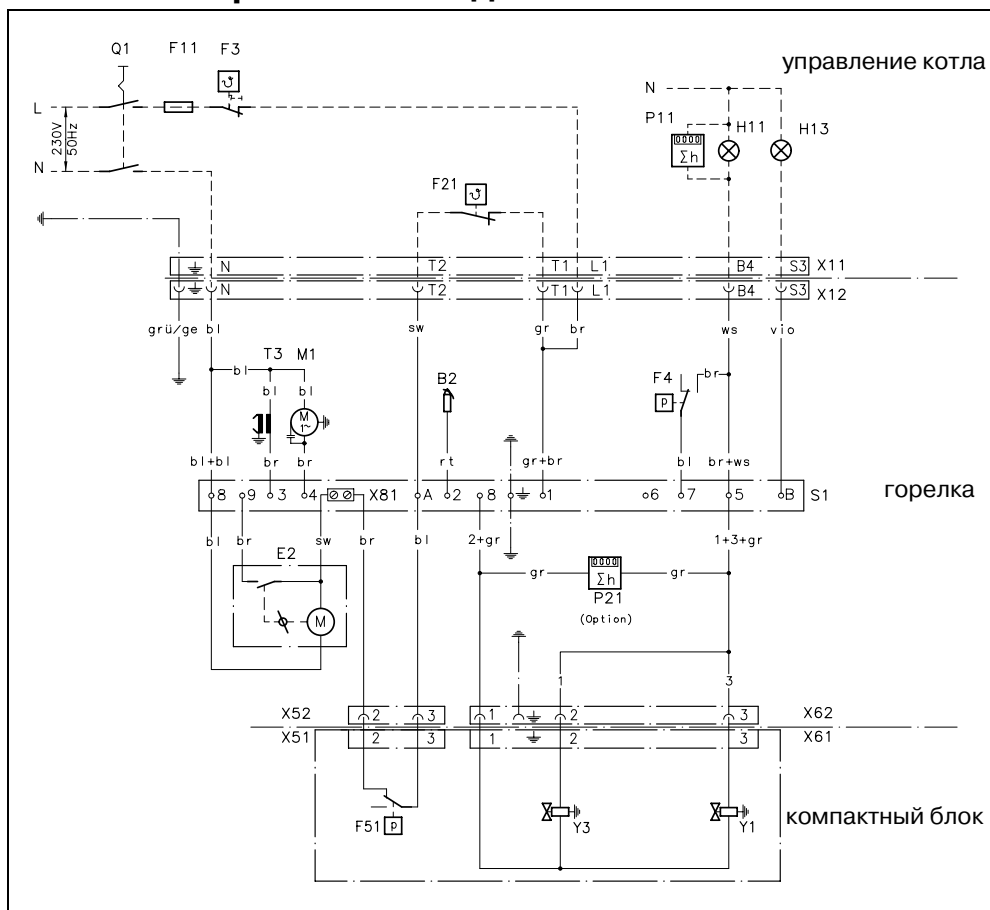 Q1 F11 F3
управление котла
N
P11 H11 H13
L
230V
50Hz
Σh
N
F21
N T2 T1 L1 B4 S3 X11
N T2 T1 L1 B4 S3 X12
grü/ge bl sw gr br ws vio
T3 M1
bl
B2 F4 br
bl bl
M
1~
p
bl+bl br br rt gr+br bl br+ws
8 9 3 4 X81 A 2 8 1 6 7 5 B S1
горелка
bl br sw br bl 2+gr 1+3+gr
E2
gr Σh gr
P21
(Option)
M
1 3
X52 2 3 1 2 3 X62
X51 2 3 1 2 3 X61
F51 p Y3 Y1
компактный блок